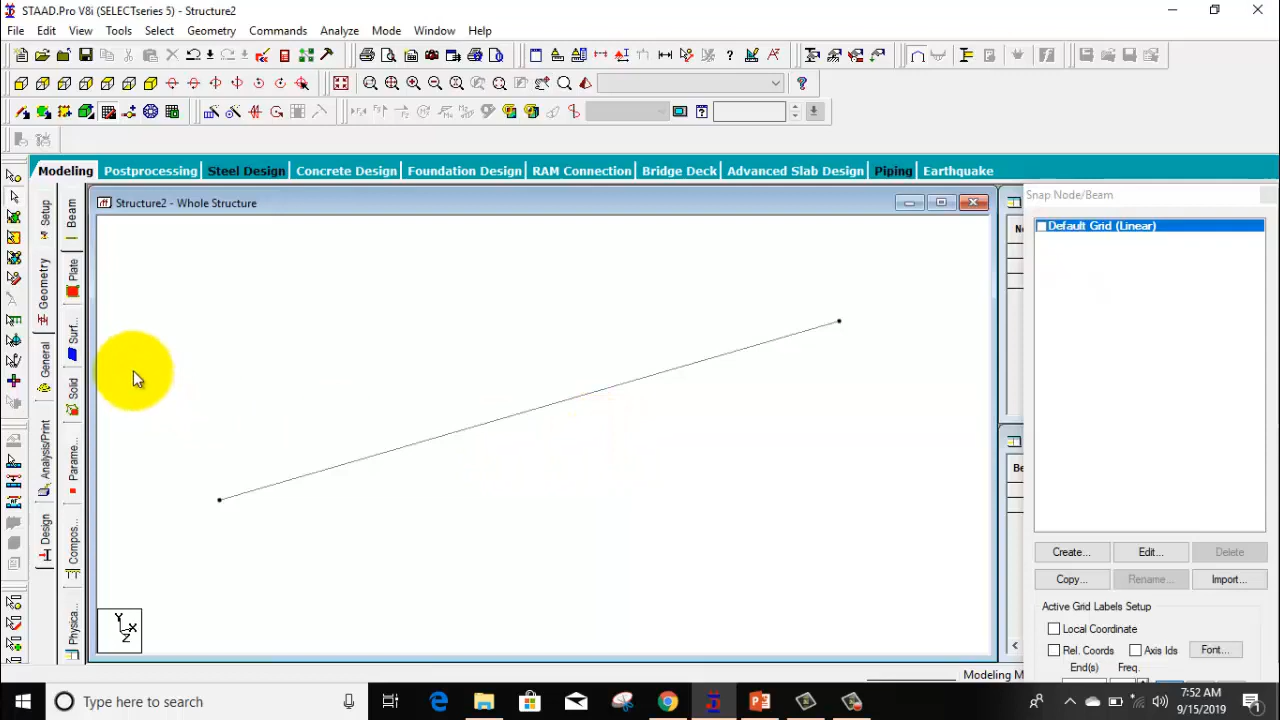 STAAD.Pro V8i (SELECTseries 5) - Structure2
File Edit View Tools Select Geometry Commands Analyze Mode Window Help
Modeling Postprocessing Steel Design Concrete Design Foundation Design RAM Connection Bridge Deck Advanced Slab Design Piping Earthquake
Setup
Geometry
General
Analysis/Print
Design
Beam
Plate
Surf...
Solid
Parame...
Compos...
Physica...
Structure2 - Whole Structure
Y
X
Z
No
Be
Snap Node/Beam
Default Grid (Linear)
Create... Edit... Delete
Copy... Rename... Import...
Active Grid Labels Setup
Local Coordinate
Rel. Coords Axis Ids Font...
End(s) Freq.
Modeling M
Type here to search
7:52 AM
9/15/2019